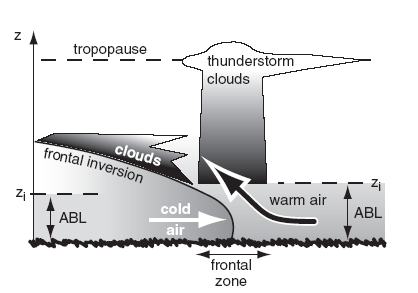 z
tropopause
thunderstorm
clouds
clouds
frontal inversion
zi
zi
ABL
cold
air
warm air
ABL
frontal
zone